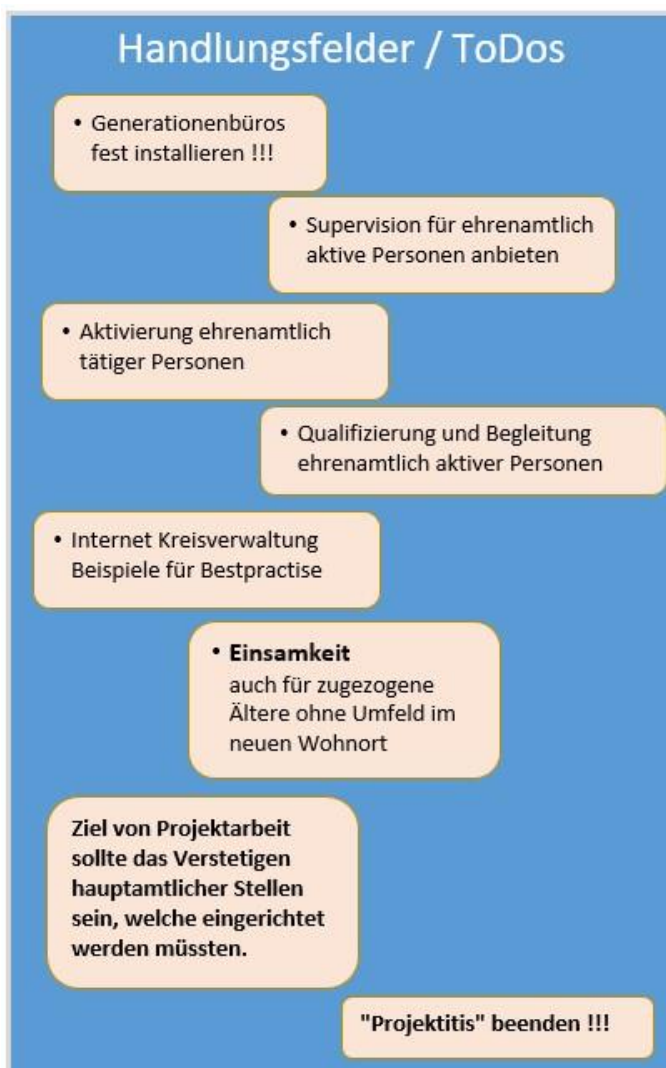 Handlungsfelder / ToDos
• Generationenbüros
fest installieren !!!
• Supervision für ehrenamtlich
aktive Personen anbieten
• Aktivierung ehrenamtlich
tätiger Personen
• Qualifizierung und Begleitung
ehrenamtlich aktiver Personen
• Internet Kreisverwaltung
Beispiele für Bestpractise
• Einsamkeit
auch für zugezogene
Ältere ohne Umfeld im
neuen Wohnort
Ziel von Projektarbeit
sollte das Verstetigen
hauptamtlicher Stellen
sein, welche eingerichtet
werden müssten.
"Projektitis" beenden !!!